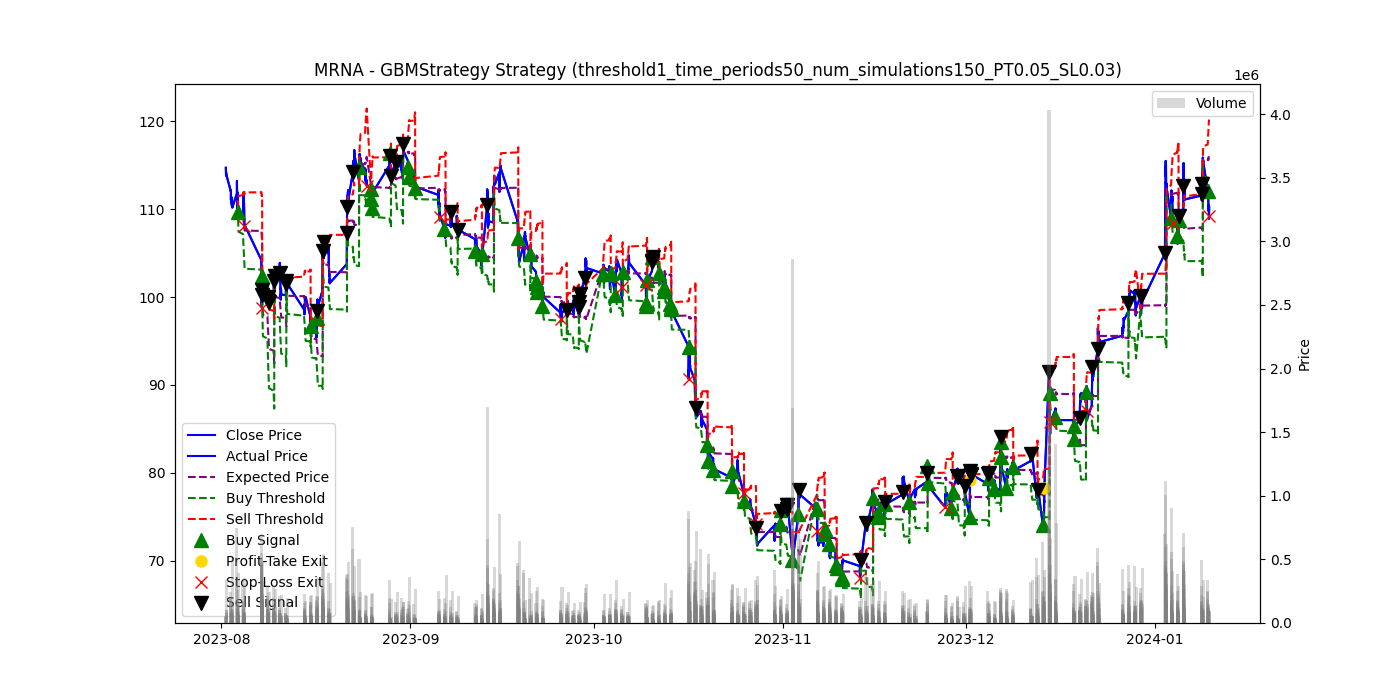 MRNA - GBMStrategy Strategy (threshold1_time_periods50_num_simulations150_PT0.05_SL0.03)
1e6
Volume
120
110
100
90
80
70
4.0
3.5
3.0
2.5
2.0
1.5
1.0
0.5
0.0
Price
Close Price
Actual Price
Expected Price
Buy Threshold
Sell Threshold
Buy Signal
Profit-Take Exit
Stop-Loss Exit
Sell Signal
2023-08
2023-09
2023-10
2023-11
2023-12
2024-01